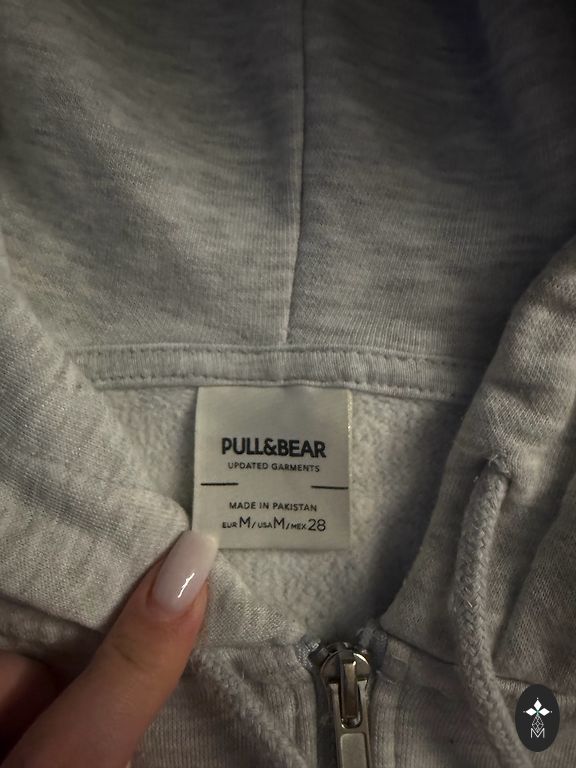 PULL&BEAR
UPDATED GARMENTS
MADE IN PAKISTAN
EUR M/USA M/MEX 28
M